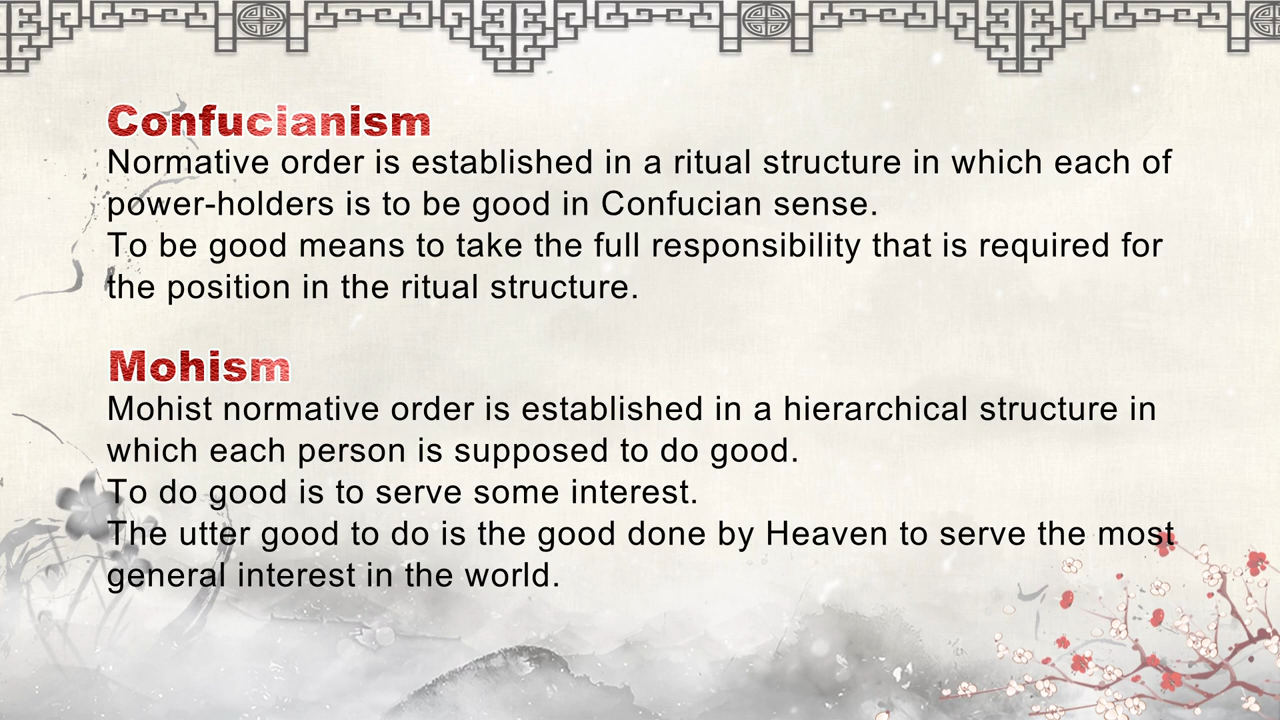 Confucianism
Normative order is established in a ritual structure in which each of
power-holders is to be good in Confucian sense.
To be good means to take the full responsibility that is required for
the position in the ritual structure.
Mohism
Mohist normative order is established in a hierarchical structure in
which each person is supposed to do good.
To do good is to serve some interest.
The utter good to do is the good done by Heaven to serve the most
general interest in the world.